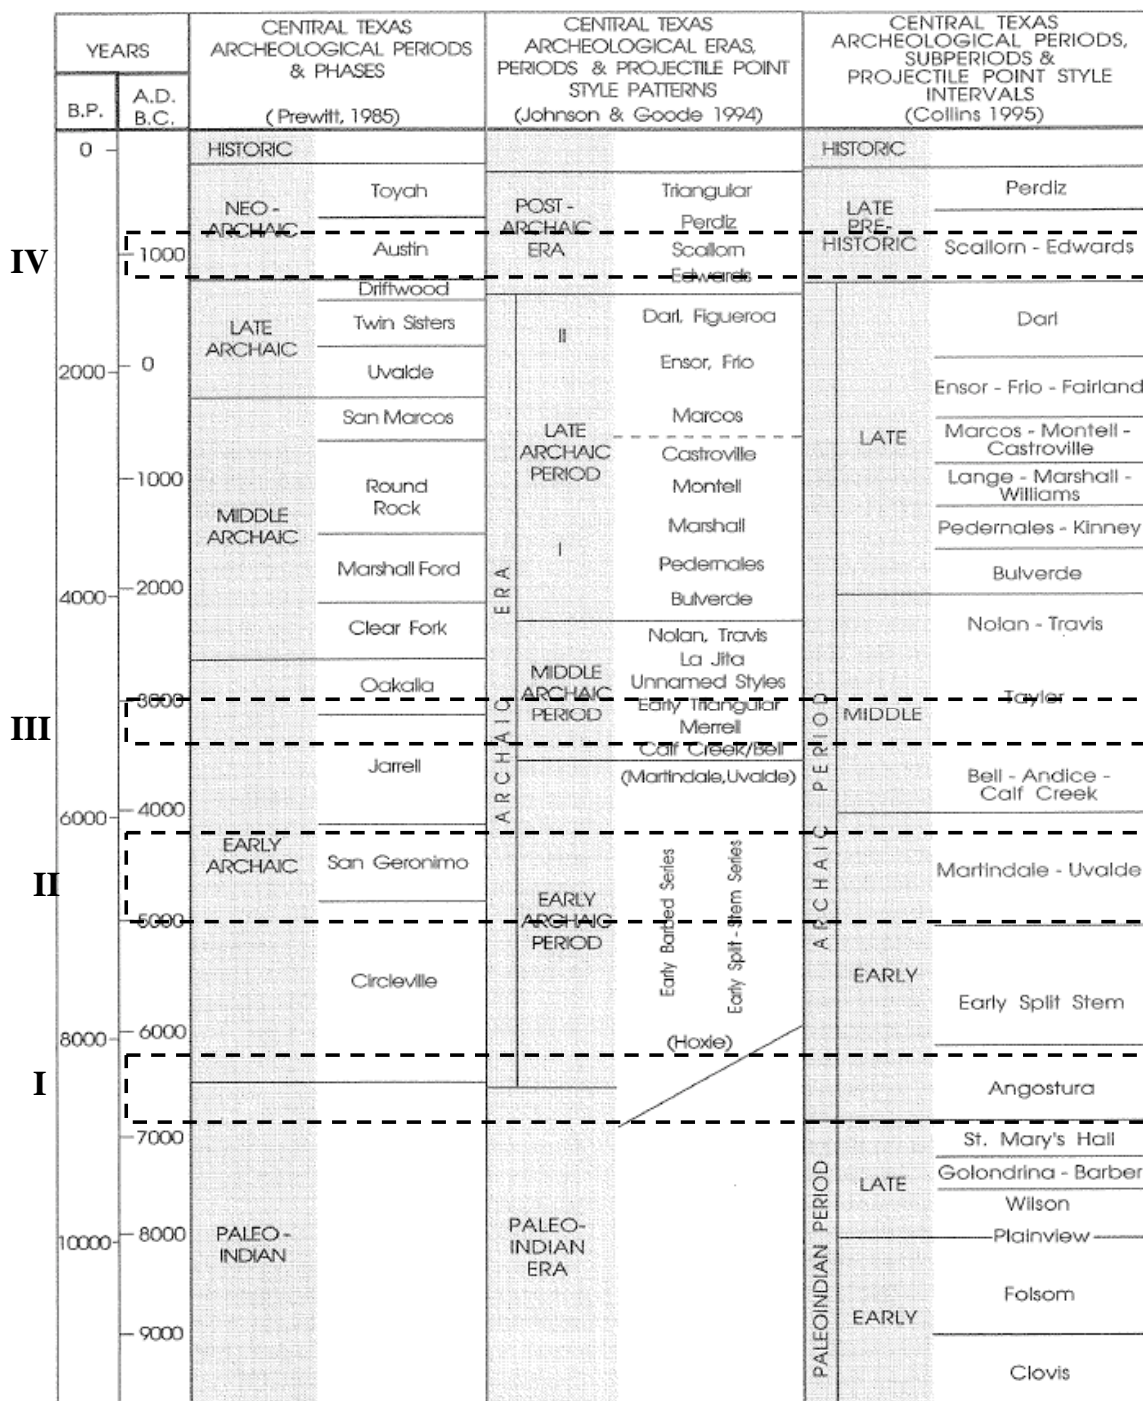 YEARS
B.P.
A.D.
B.C.
CENTRAL TEXAS
ARCHEOLOGICAL PERIODS
& PHASES
(Prewitt, 1985)
CENTRAL TEXAS
ARCHEOLOGICAL ERAS,
PERIODS & PROJECTILE POINT
STYLE PATTERNS
(Johnson & Goode 1994)
CENTRAL TEXAS
ARCHEOLOGICAL PERIODS,
SUBPERIODS &
PROJECTILE POINT STYLE
INTERVALS
(Collins 1995)
0
2000
4000
6000
8000
10000
1000
0
1000
2000
3000
4000
5000
6000
7000
8000
9000
IV
III
II
I
HISTORIC
NEO-
ARCHAIC
LATE
ARCHAIC
MIDDLE
ARCHAIC
EARLY
ARCHAIC
PALEO-
INDIAN
Toyah
Austin
Driftwood
Twin Sisters
Uvalde
San Marcos
Round
Rock
Marshall Ford
Clear Fork
Oakalla
Jarrell
San Geronimo
Circleville
POST-
ARCHAIC
ERA
ARCHAIC ERA
II
LATE
ARCHAIC
PERIOD
I
MIDDLE
ARCHAIC
PERIOD
EARLY
ARCHAIC
PERIOD
PALEO-
INDIAN
ERA
Triangular
Perdiz
Scallorn
Edwards
Darl, Figueroa
Ensor, Frio
Marcos
Castroville
Montell
Marshall
Pedernales
Bulverde
Nolan, Travis
La Jita
Unnamed Styles
Early Triangular
Merrell
Calf Creek/Bell
(Martindale, Uvalde)
Early Barbed Series
Early Split-Stem Series
(Hoxie)
HISTORIC
LATE
PRE-
HISTORIC
ARCHAIC PERIOD
LATE
MIDDLE
EARLY
PALEOINDIAN PERIOD
LATE
EARLY
Perdiz
Scallorn - Edwards
Darl
Ensor - Frio - Fairland
Marcos - Montell -
Castroville
Lange - Marshall -
Williams
Pedernales - Kinney
Bulverde
Nolan - Travis
Taylor
Bell - Andice -
Calf Creek
Martindale - Uvalde
Early Split Stem
Angostura
St. Mary's Hall
Golondrina - Barber
Wilson
Plainview
Folsom
Clovis